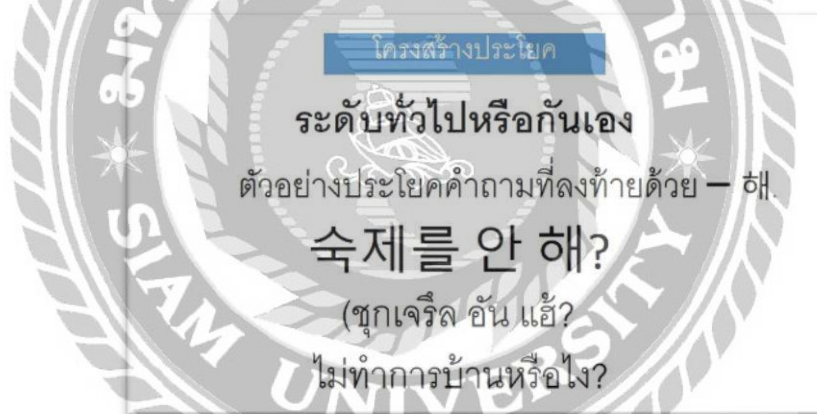 โครงสร้างประโยค
ระดับทั่วไปหรือกันเอง
ตัวอย่างประโยคคำถามที่ลงท้ายด้วย – 해.
숙제를 안 해?
(ชุกเจรึล อัน แฮ้?
ไม่ทำการบ้านหรือไง?
SIAM UNIVERSITY